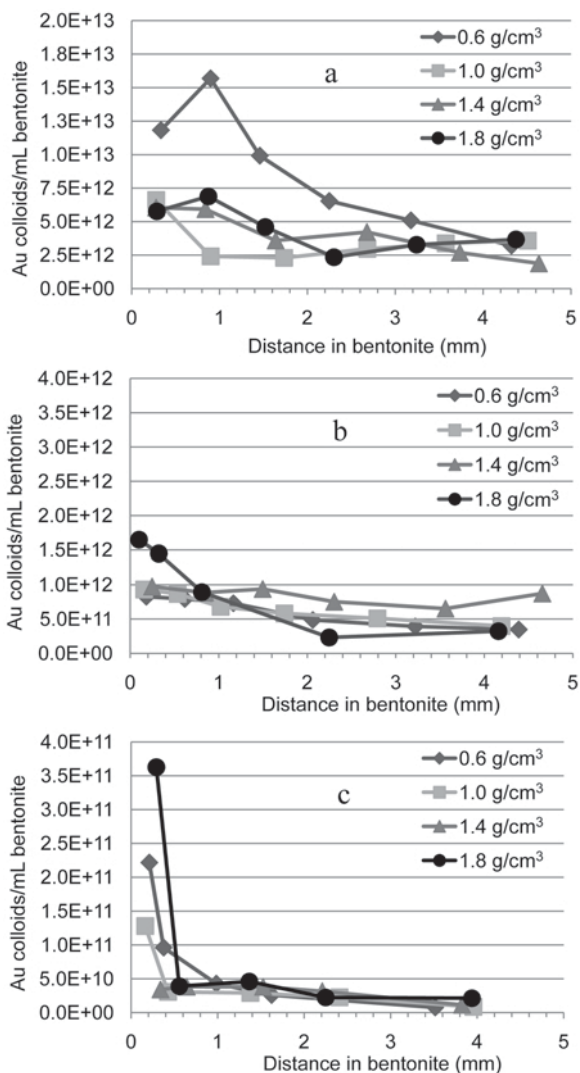 2.0E+13
1.8E+13
1.5E+13
1.3E+13
1.0E+13
7.5E+12
5.0E+12
2.5E+12
0.0E+00
Au colloids/mL bentonite
a
0.6 g/cm³
1.0 g/cm³
1.4 g/cm³
1.8 g/cm³
0 1 2 3 4 5
Distance in bentonite (mm)
4.0E+12
3.5E+12
3.0E+12
2.5E+12
2.0E+12
1.5E+12
1.0E+12
5.0E+11
0.0E+00
Au colloids/mL bentonite
b
0.6 g/cm³
1.0 g/cm³
1.4 g/cm³
1.8 g/cm³
0 1 2 3 4 5
Distance in bentonite (mm)
4.0E+11
3.5E+11
3.0E+11
2.5E+11
2.0E+11
1.5E+11
1.0E+11
5.0E+10
0.0E+00
Au colloids/mL bentonite
c
0.6 g/cm³
1.0 g/cm³
1.4 g/cm³
1.8 g/cm³
0 1 2 3 4 5
Distance in bentonite (mm)